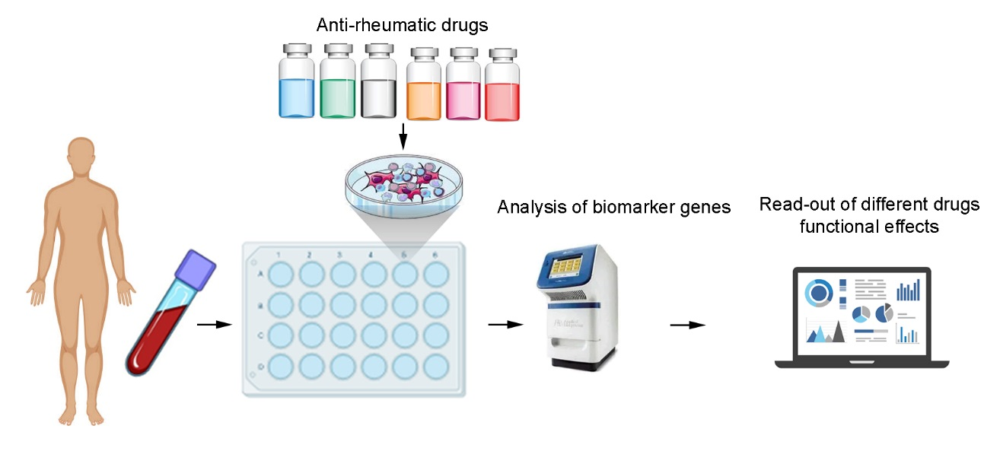 Anti-rheumatic drugs
Analysis of biomarker genes
Read-out of different drugs
functional effects
1 2 3 4 5 6
A
B
C
D